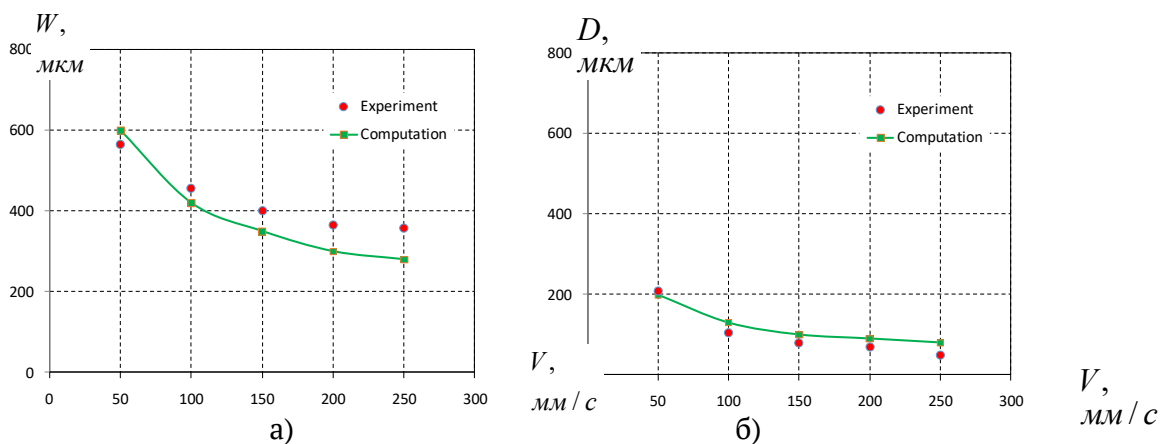 W,
мкм
800
600
400
200
0
0 50 100 150 200 250 300
Experiment
Computation
V,
мм / с
а)
D,
мкм
800
600
400
200
50 100 150 200 250 300
Experiment
Computation
V,
мм / с
б)